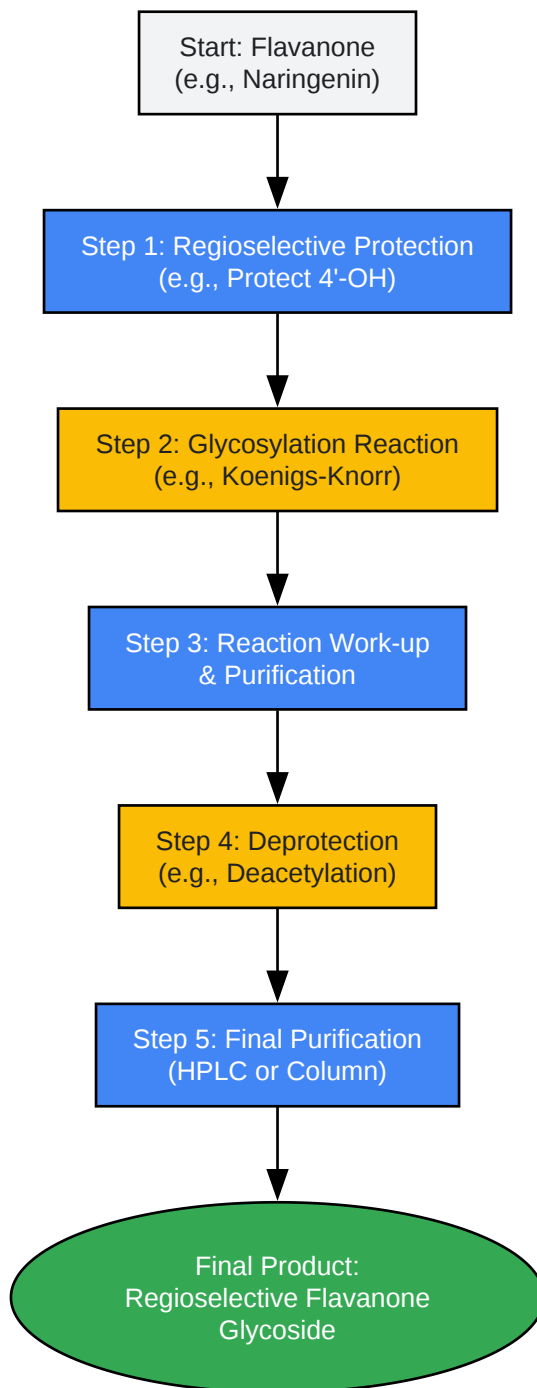 Start: Flavanone
(e.g., Naringenin)
Step 1: Regioselective Protection
(e.g., Protect 4'-OH)
Step 2: Glycosylation Reaction
(e.g., Koenigs-Knorr)
Step 3: Reaction Work-up
& Purification
Step 4: Deprotection
(e.g., Deacetylation)
Step 5: Final Purification
(HPLC or Column)
Final Product:
Regioselective Flavanone
Glycoside